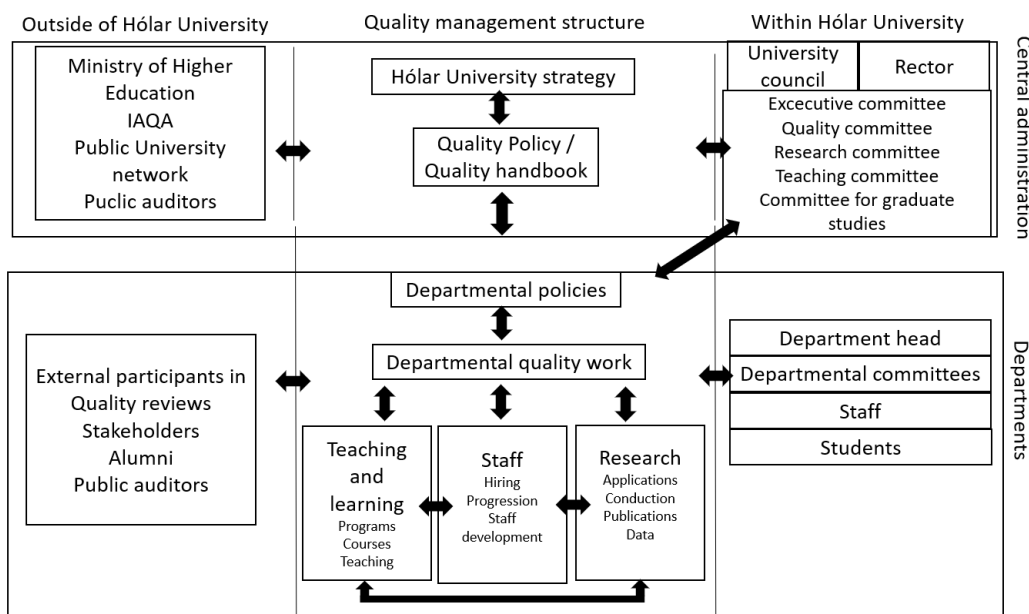 Outside of Hólar University
Quality management structure
Within Hólar University
Ministry of Higher
Education
IAQA
Public University
network
Puclic auditors
Hólar University strategy
Quality Policy /
Quality handbook
University
council
Rector
Excecutive committee
Quality committee
Research committee
Teaching committee
Committee for graduate
studies
Central administration
Departmental policies
Departmental quality work
External participants in
Quality reviews
Stakeholders
Alumni
Public auditors
Teaching
and
learning
Programs
Courses
Teaching
Staff
Hiring
Progression
Staff
development
Research
Applications
Conduction
Publications
Data
Department head
Departmental committees
Staff
Students
Departments